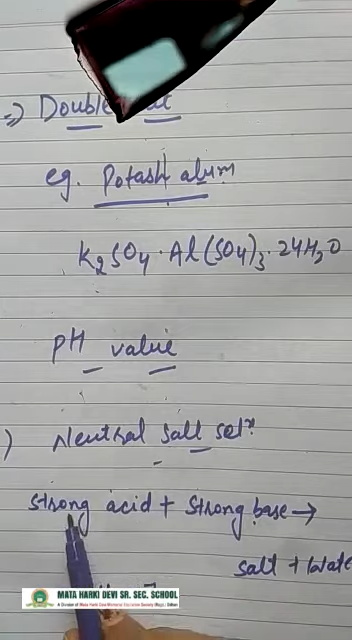 => Double
eg. Potash alum
K₂SO₄·Al(SO₄)₃·24H₂O
pH value
) Neutral salt solⁿ
Strong acid + Strong base →
salt + wate
MATA HARKI DEVI SR. SEC. SCHOOL